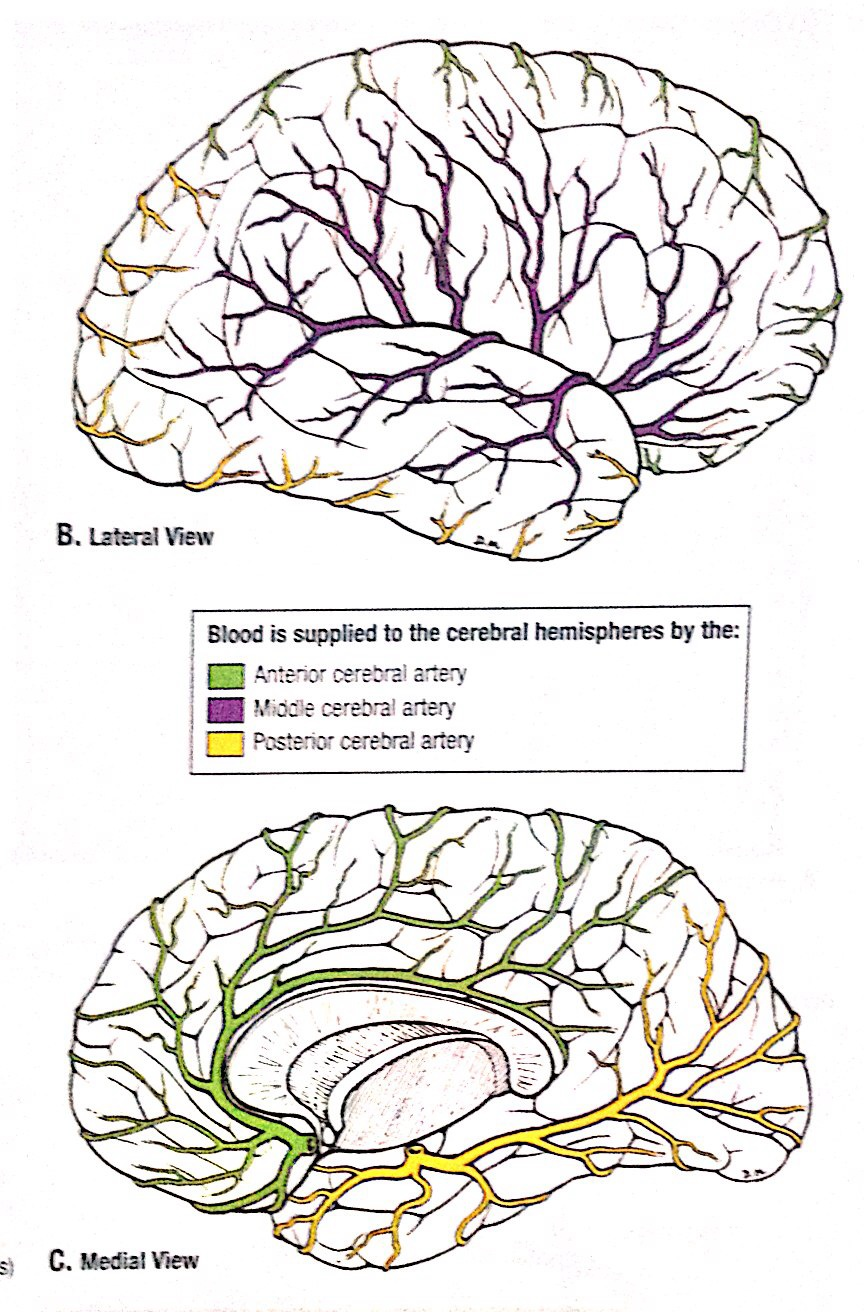 B. Lateral View
Blood is supplied to the cerebral hemispheres by the:
Anterior cerebral artery
Middle cerebral artery
Posterior cerebral artery
s)
C. Medial View